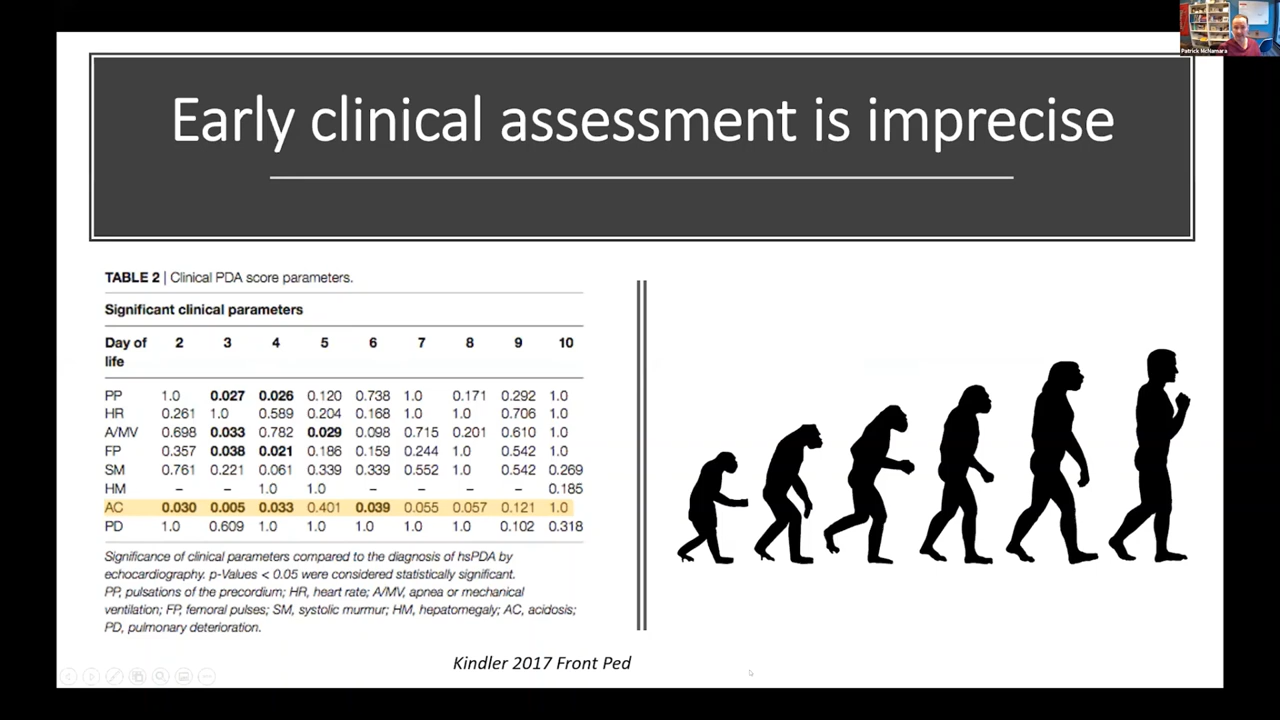 Patrick McNamara
Early clinical assessment is imprecise
TABLE 2 | Clinical PDA score parameters.
Significant clinical parameters
Day of life 2 3 4 5 6 7 8 9 10
PP 1.0 0.027 0.026 0.120 0.738 1.0 0.171 0.292 1.0
HR 0.261 1.0 0.589 0.204 0.168 1.0 1.0 0.706 1.0
A/MV 0.698 0.033 0.782 0.029 0.098 0.715 0.201 0.610 1.0
FP 0.357 0.038 0.021 0.186 0.159 0.244 1.0 0.542 1.0
SM 0.761 0.221 0.061 0.339 0.339 0.552 1.0 0.542 0.269
HM – – 1.0 1.0 – – – – 0.185
AC 0.030 0.005 0.033 0.401 0.039 0.055 0.057 0.121 1.0
PD 1.0 0.609 1.0 1.0 1.0 1.0 1.0 0.102 0.318
Significance of clinical parameters compared to the diagnosis of hsPDA by
echocardiography. p-Values < 0.05 were considered statistically significant.
PP, pulsations of the precordium; HR, heart rate; A/MV, apnea or mechanical
ventilation; FP, femoral pulses; SM, systolic murmur; HM, hepatomegaly; AC, acidosis;
PD, pulmonary deterioration.
Kindler 2017 Front Ped